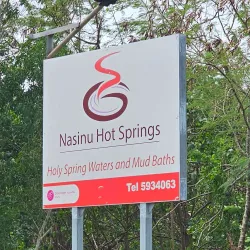 Nasinu Hot Springs
Holy Spring Waters and Mud Baths
Tel 5934063